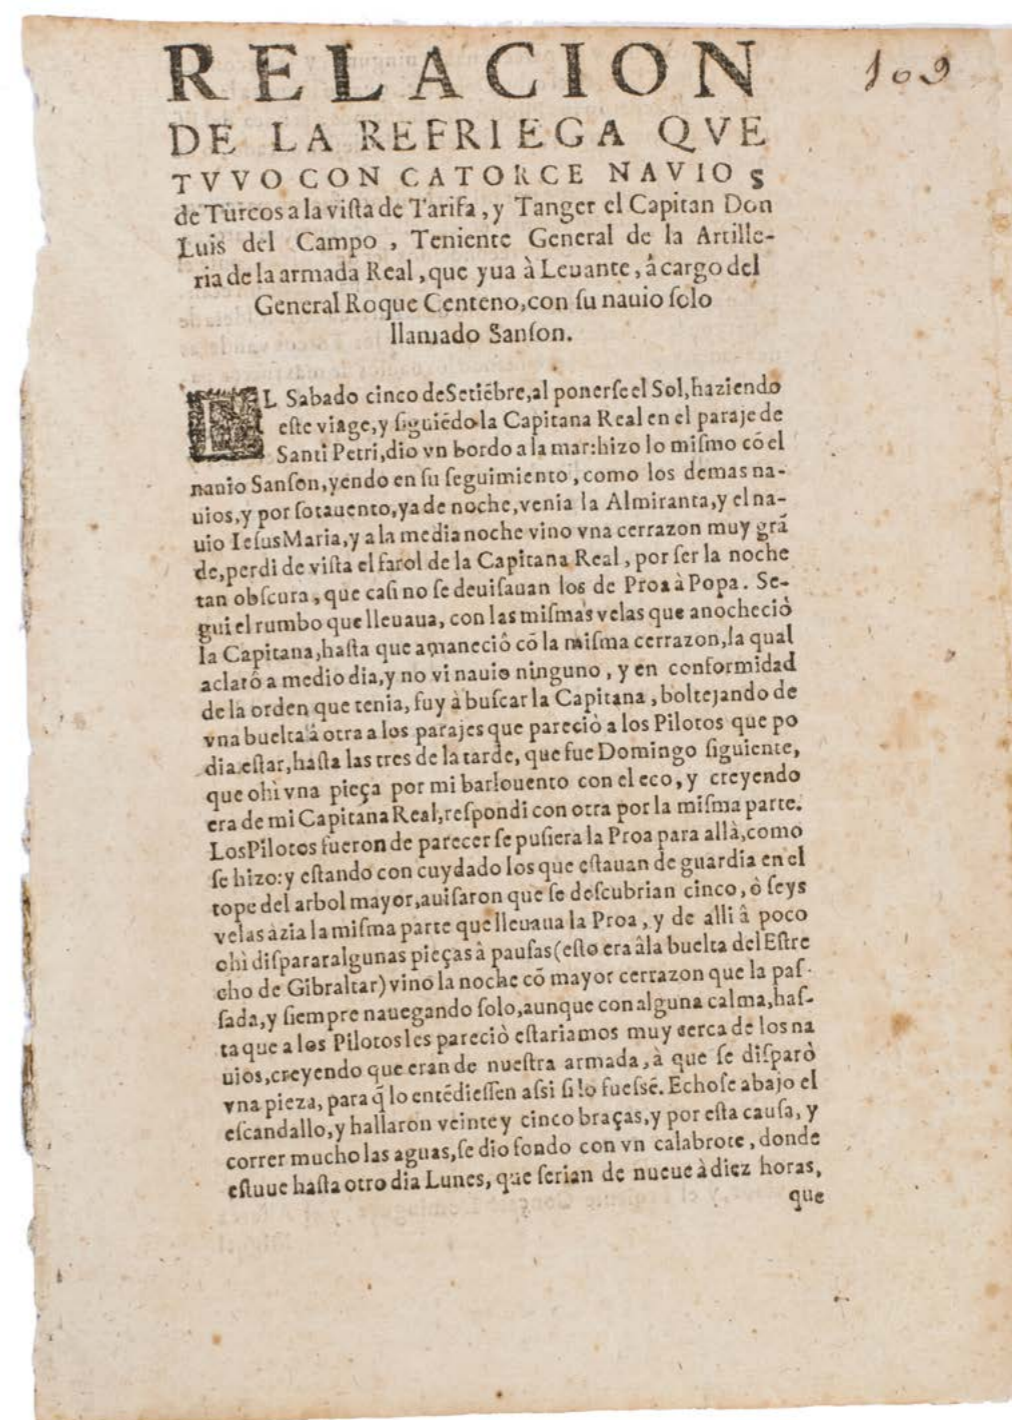 RELACION
109
DE LA REFRIEGA QVE
TVVO CON CATORCE NAVIOS
de Turcos a la viſta de Tarifa, y Tanger el Capitan Don
Luis del Campo, Teniente General de la Artille-
ria de la armada Real, que yua à Leuante, â cargo del
General Roque Centeno, con ſu nauio ſolo
llamado Sanſon.
EL Sabado cinco de Setiēbre, al ponerſe el Sol, haziendo
eſte viage, y ſiguiēdo la Capitana Real en el paraje de
Santi Petri, dio vn bordo a la mar: hizo lo miſmo cō el
nauio Sanſon, yendo en ſu ſeguimiento, como los demas na-
uios, y por ſotauento, ya de noche, venia la Almiranta, y el na-
uio Ieſus Maria, y a la media noche vino vna cerrazon muy grā
de, perdi de viſta el farol de la Capitana Real, por ſer la noche
tan obſcura, que caſi no ſe deuiſauan los de Proa à Popa. Se-
gui el rumbo que lleuaua, con las miſmas velas que anocheciò
la Capitana, haſta que amaneciô cō la miſma cerrazon, la qual
aclarô a medio dia, y no vi nauio ninguno, y en conformidad
de la orden que tenia, fuy à buſcar la Capitana, boltejando de
vna buelta â otra a los parajes que pareciò a los Pilotos que po
dia eſtar, haſta las tres de la tarde, que fue Domingo ſiguiente,
que ohi vna pieça por mi barlouento con el eco, y creyendo
era de mi Capitana Real, reſpondi con otra por la miſma parte.
Los Pilotos fueron de parecer ſe puſiera la Proa para allà, como
ſe hizo: y eſtando con cuydado los que eſtauan de guardia en el
tope del arbol mayor, auiſaron que ſe deſcubrian cinco, ò ſeys
velas àzia la miſma parte que lleuaua la Proa, y de alli â poco
ohi diſparar algunas pieças à pauſas (eſto era âla buelta del Eſtre
cho de Gibraltar) vino la noche cō mayor cerrazon que la paſ-
ſada, y ſiempre nauegando ſolo, aunque con alguna calma, haſ-
ta que a los Pilotos les pareciò eſtariamos muy cerca de los na
uios, creyendo que eran de nueſtra armada, à que ſe diſparò
vna pieza, para q̄ lo entēdieſſen aſsi ſi lo fueſsē. Echoſe abajo el
eſcandallo, y hallaron veinte y cinco braças, y por eſta cauſa, y
correr mucho las aguas, ſe dio fondo con vn calabrote, donde
eſtuue haſta otro dia Lunes, que ſerian de nueue à diez horas,
que